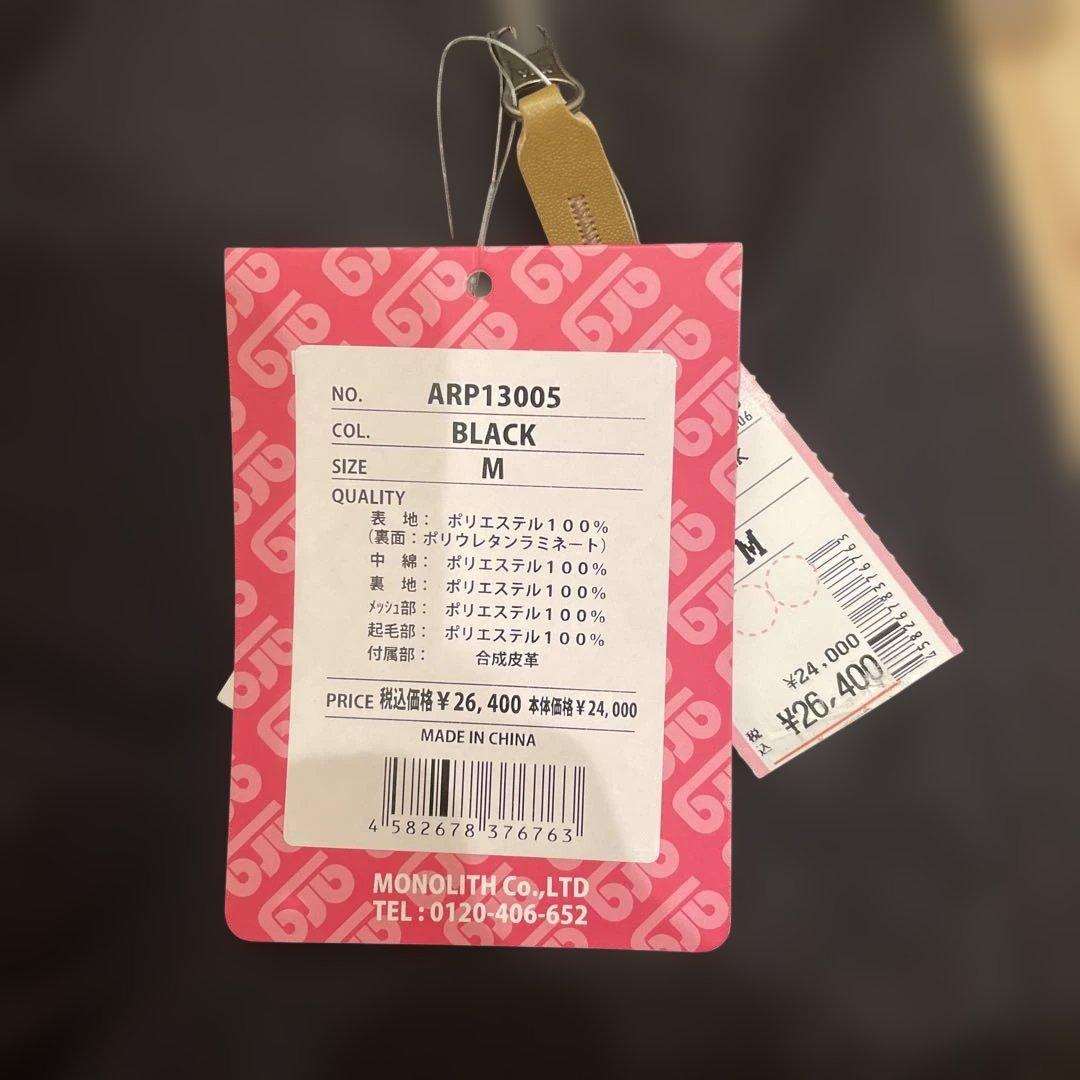 NO. ARP13005
COL. BLACK
SIZE M
QUALITY
表 地： ポリエステル１００％
（裏面：ポリウレタンラミネート）
中 綿： ポリエステル１００％
裏 地： ポリエステル１００％
メッシュ部： ポリエステル１００％
起毛部： ポリエステル１００％
付属部： 合成皮革
PRICE 税込価格￥26,400 本体価格￥24,000
MADE IN CHINA
4 582678 376763
MONOLITH Co.,LTD
TEL : 0120-406-652
06
K
M
4582678376763
¥24,000
税込 ¥26,400